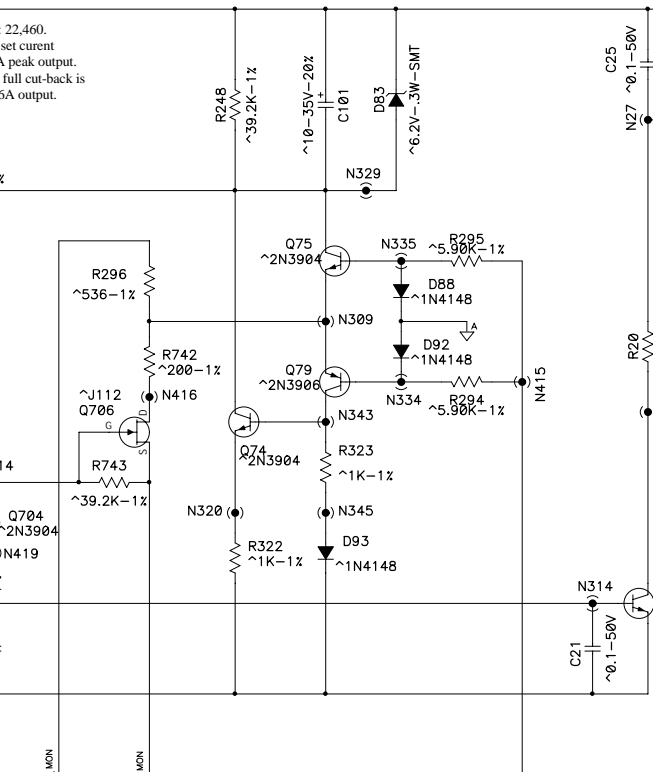 22,460.
set curent
A peak output.
full cut-back is
6A output.
%
R248
^39.2K-1%
^10-35V-20%
+
C101
D83
^6.2V-.3W-SMT
C25
^0.1-50V
N27
N329
Q75
^2N3904
N335
R295
^5.90K-1%
R296
^536-1%
D88
^1N4148
A
N309
R742
^200-1%
D92
^1N4148
R20
^J112
Q706
N416
D
G
S
Q79
^2N3906
N334
R294
^5.90K-1%
N415
N343
Q74
^2N3904
R323
^1K-1%
14
R743
^39.2K-1%
Q704
^2N3904
N419
N320
N345
R322
^1K-1%
D93
^1N4148
N314
C21
^0.1-50V
MON
MON